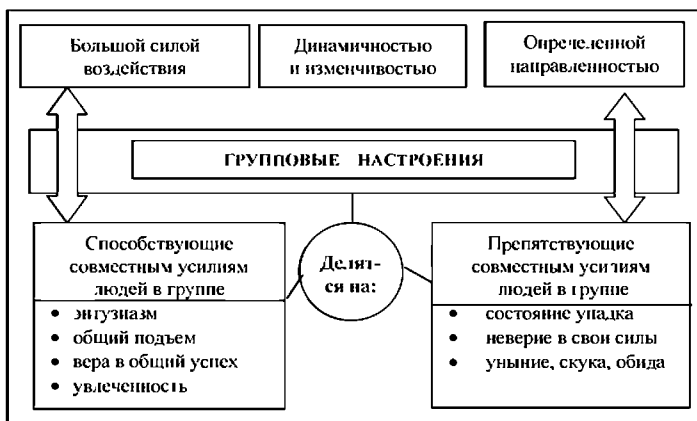 Большой силой
воздействия
Динамичностью
и изменчивостью
Определенной
направленностью
ГРУППОВЫЕ НАСТРОЕНИЯ
Способствующие
совместным усилиям
людей в группе
• энтузиазм
• общий подъем
• вера в общий успех
• увлеченность
Делят-
ся на:
Препятствующие
совместным усилиям
людей в группе
• состояние упадка
• неверие в свои силы
• уныние, скука, обида